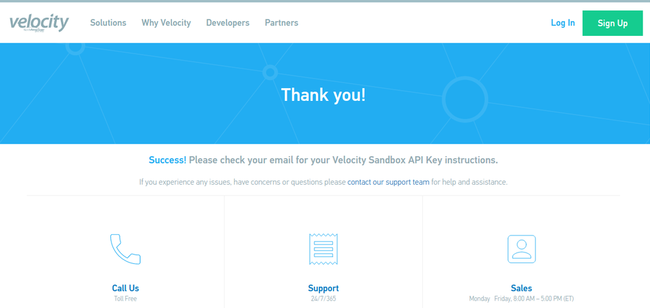 velocity
Solutions Why Velocity Developers Partners Log In Sign Up
Thank you!
Success! Please check your email for your Velocity Sandbox API Key instructions.
If you experience any issues, have concerns or questions please contact our support team for help and assistance.
Call Us Support Sales
Toll Free 24/7/365 Monday Friday, 8:00 AM – 5:00 PM (ET)